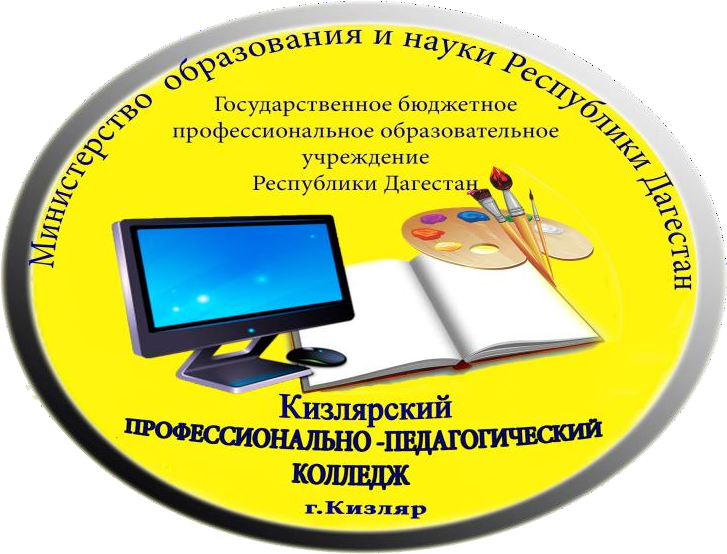 Министерство образования и науки Республики Дагестан
Государственное бюджетное
профессиональное образовательное
учреждение
Республики Дагестан
Кизлярский
ПРОФЕССИОНАЛЬНО -ПЕДАГОГИЧЕСКИЙ
КОЛЛЕДЖ
г.Кизляр